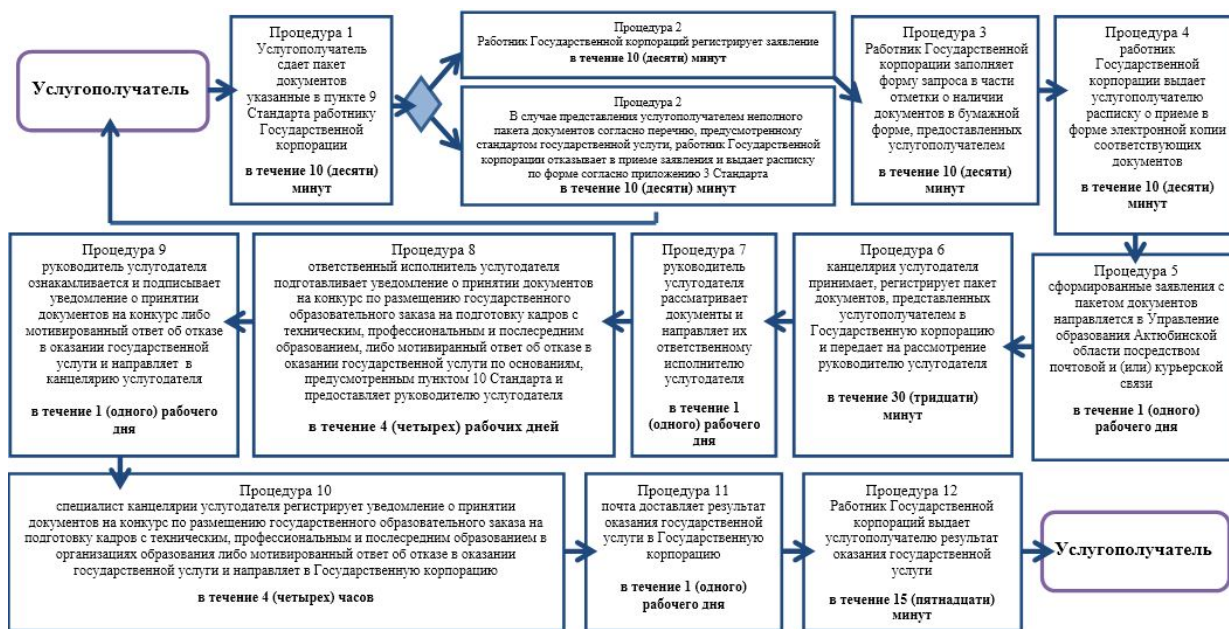 Услугополучатель
Процедура 1
Услугополучатель
сдает пакет
документов
указанные в пункте 9
Стандарта работнику
Государственной
корпорации
в течение 10 (десяти)
минут
Процедура 2
Работник Государственной корпораций регистрирует заявление
в течение 10 (десяти) минут
Процедура 2
В случае представления услугополучателем неполного
пакета документов согласно перечню, предусмотренному
стандартом государственной услуги, работник Государственной
корпорации отказывает в приеме заявления и выдает расписку
по форме согласно приложению 3 Стандарта
в течение 10 (десяти) минут
Процедура 3
Работник Государственной
корпорации заполняет
форму запроса в части
отметки о наличии
документов в бумажной
форме, предоставленных
услугополучателем
в течение 10 (десяти)
минут
Процедура 4
работник
Государственной
корпорации выдает
услугополучателю
расписку о приеме в
форме электронной копии
соответствующих
документов
в течение 10 (десяти)
минут
Процедура 5
сформированные заявления с
пакетом документов
направляется в Управление
образования Актюбинской
области посредством
почтовой и (или) курьерской
связи
в течение 1 (одного)
рабочего дня
Процедура 6
канцелярия услугодателя
принимает, регистрирует пакет
документов, представленных
услугополучателем в
Государственную корпорацию
и передает на рассмотрение
руководителю услугодателя
в течение 30 (тридцати)
минут
Процедура 7
руководитель
услугодателя
рассматривает
документы и
направляет их
ответственному
исполнителю
услугодателя
в течение 1
(одного) рабочего
дня
Процедура 8
ответственный исполнитель услугодателя
подготавливает уведомление о принятии документов
на конкурс по размещению государственного
образовательного заказа на подготовку кадров с
техническим, профессиональным и послесредним
образованием, либо мотивиранный ответ об отказе в
оказании государственной услуги по основаниям,
предусмотренным пунктом 10 Стандарта и
предоставляет руководителю услугодателя
в течение 4 (четырех) рабочих дней
Процедура 9
руководитель услугодателя
ознакамливается и подписывает
уведомление о принятии
документов на конкурс либо
мотивированный ответ об отказе
в оказании государственной
услуги и направляет в
канцелярию услугодателя
в течение 1 (одного) рабочего
дня
Процедура 10
специалист канцелярии услугодателя регистрирует уведомление о принятии
документов на конкурс по размещению государственного образовательного заказа на
подготовку кадров с техническим, профессиональным и послесредним образованием в
организациях образования либо мотивированный ответ об отказе в оказании
государственной услуги и направляет в Государственную корпорацию
в течение 4 (четырех) часов
Процедура 11
почта доставляет результат
оказания государственной
услуги в Государственную
корпорацию
в течение 1 (одного)
рабочего дня
Процедура 12
Работник Государственной
корпораций выдает
услугополучателю результат
оказания государственной
услуги
в течение 15 (пятнадцати)
минут
Услугополучатель